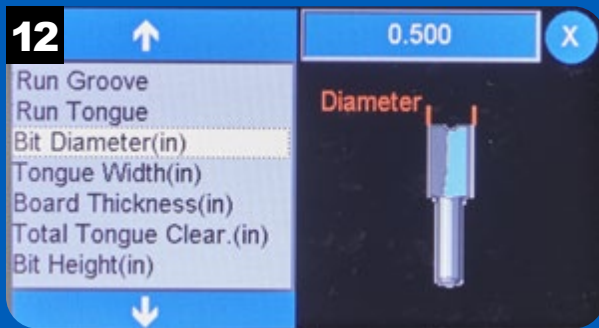 12
0.500
X
Run Groove
Run Tongue
Bit Diameter(in)
Tongue Width(in)
Board Thickness(in)
Total Tongue Clear.(in)
Bit Height(in)
Diameter